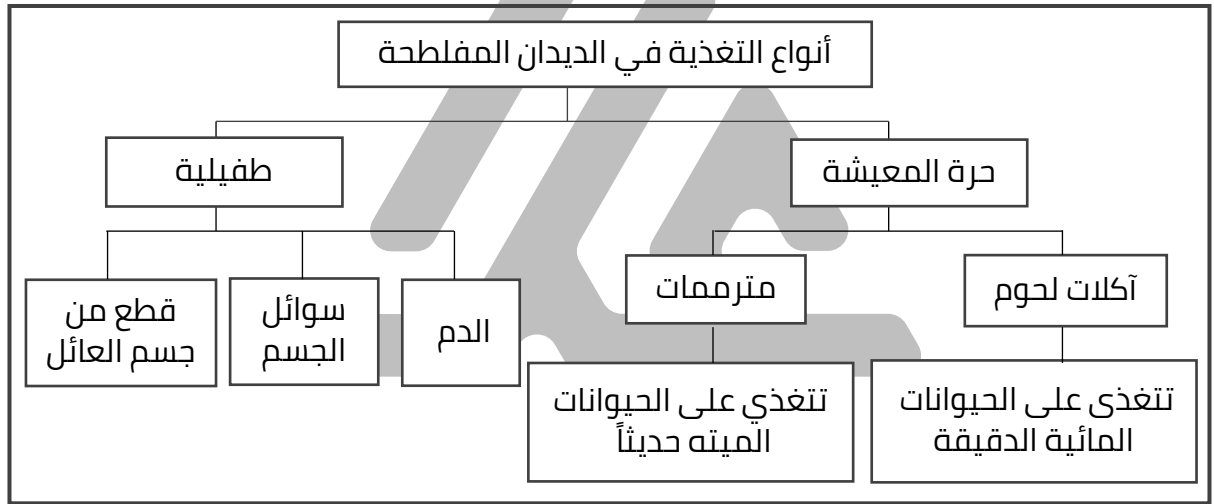 أنواع التغذية في الديدان المفلطحة
حرة المعيشة
طفيلية
آكلات لحوم
مترممات
الدم
سوائل
الجسم
قطع من
جسم العائل
تتغذى على الحيوانات
المائية الدقيقة
تتغذي على الحيوانات
الميته حديثاً